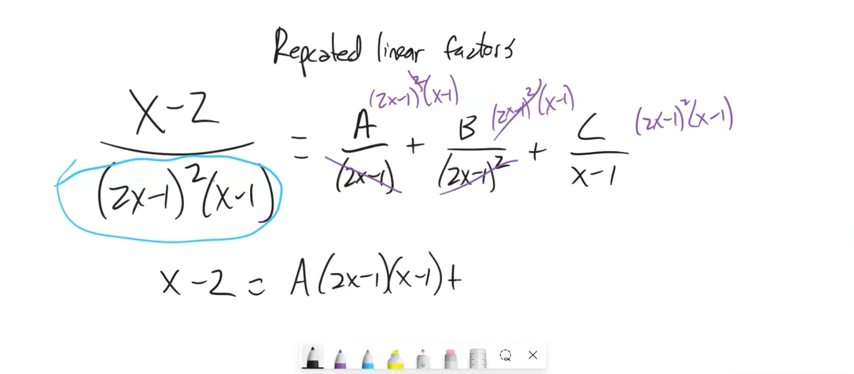 Repeated linear factors
(2x-1)²(x-1)
x-2 / (2x-1)²(x-1) = A / (2x-1) + B (2x-1)²(x-1) / (2x-1)² + C / x-1 (2x-1)²(x-1)
x-2 = A(2x-1)(x-1)+